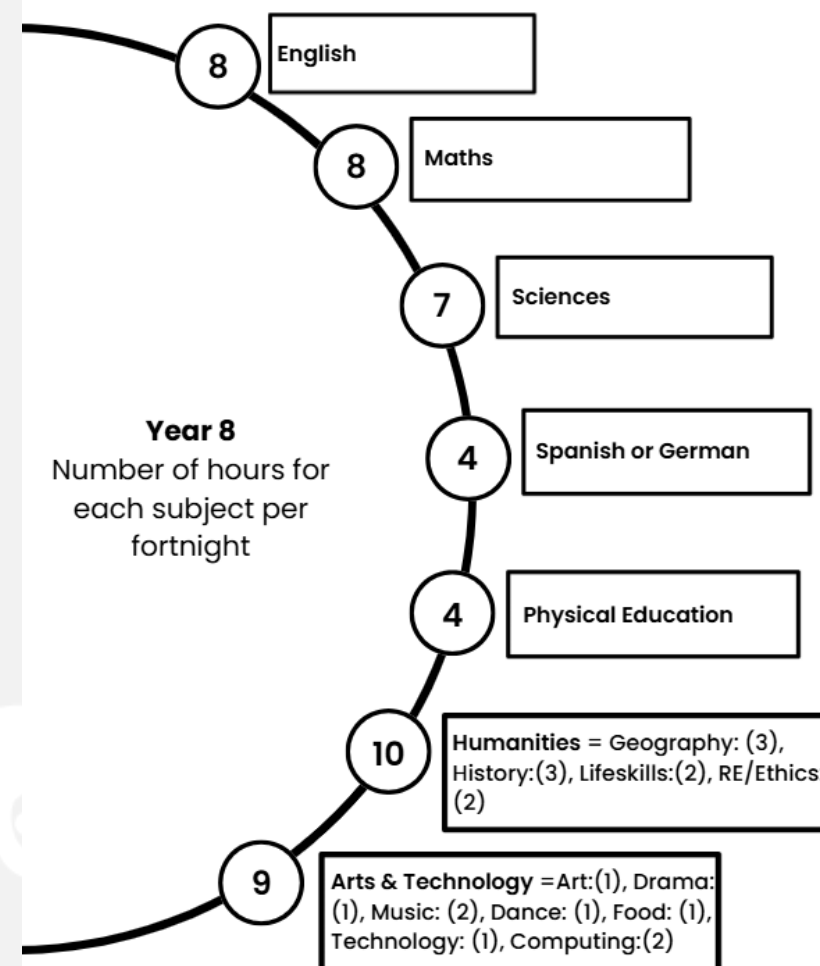 8
English
8
Maths
7
Sciences
4
Spanish or German
Year 8
Number of hours for
each subject per
fortnight
4
Physical Education
10
Humanities = Geography: (3),
History:(3), Lifeskills:(2), RE/Ethics:
(2)
9
Arts & Technology =Art:(1), Drama:
(1), Music: (2), Dance: (1), Food: (1),
Technology: (1), Computing:(2)